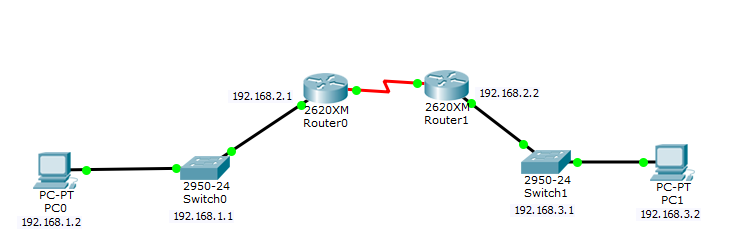 192.168.2.1
2620XM
Router0
192.168.2.2
2620XM
Router1
PC-PT
PC0
192.168.1.2
2950-24
Switch0
192.168.1.1
2950-24
Switch1
192.168.3.1
PC-PT
PC1
192.168.3.2